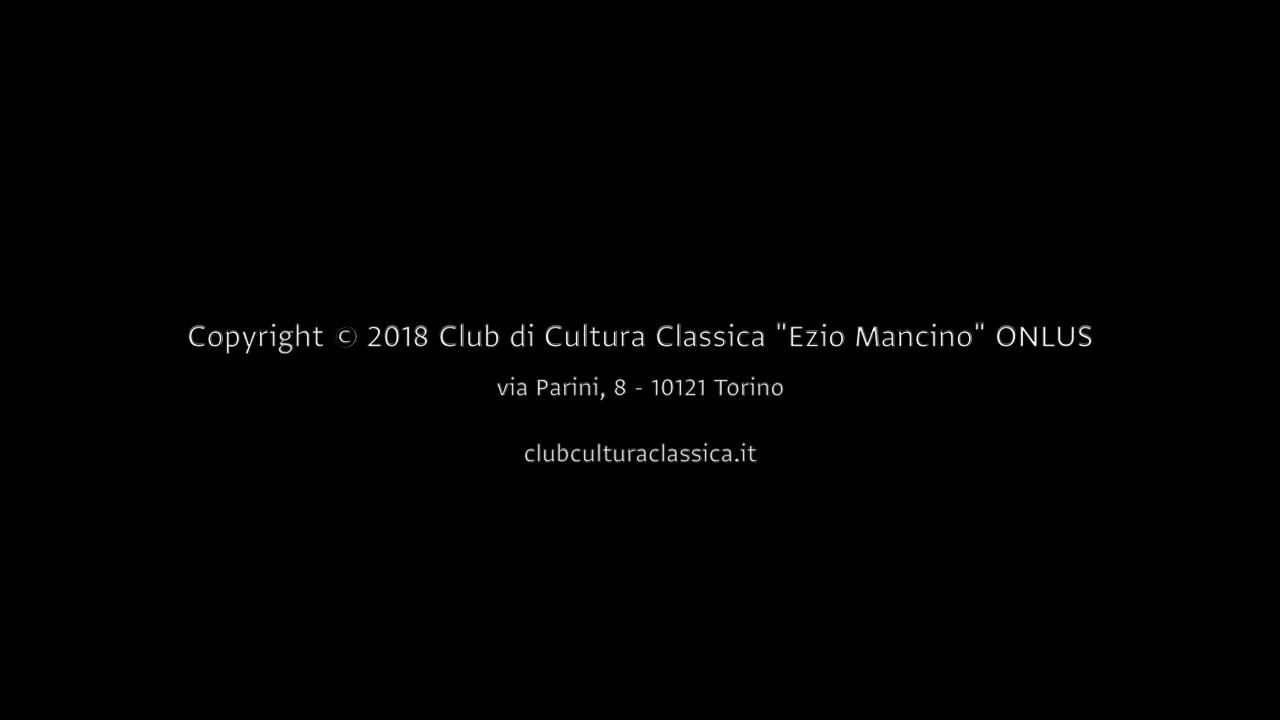 Copyright © 2018 Club di Cultura Classica "Ezio Mancino" ONLUS
via Parini, 8 - 10121 Torino
clubculturaclassica.it